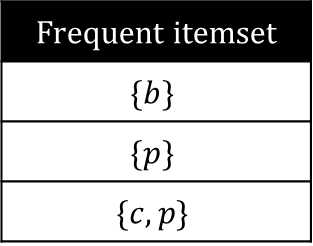 Frequent itemset
{b}
{p}
{c, p}